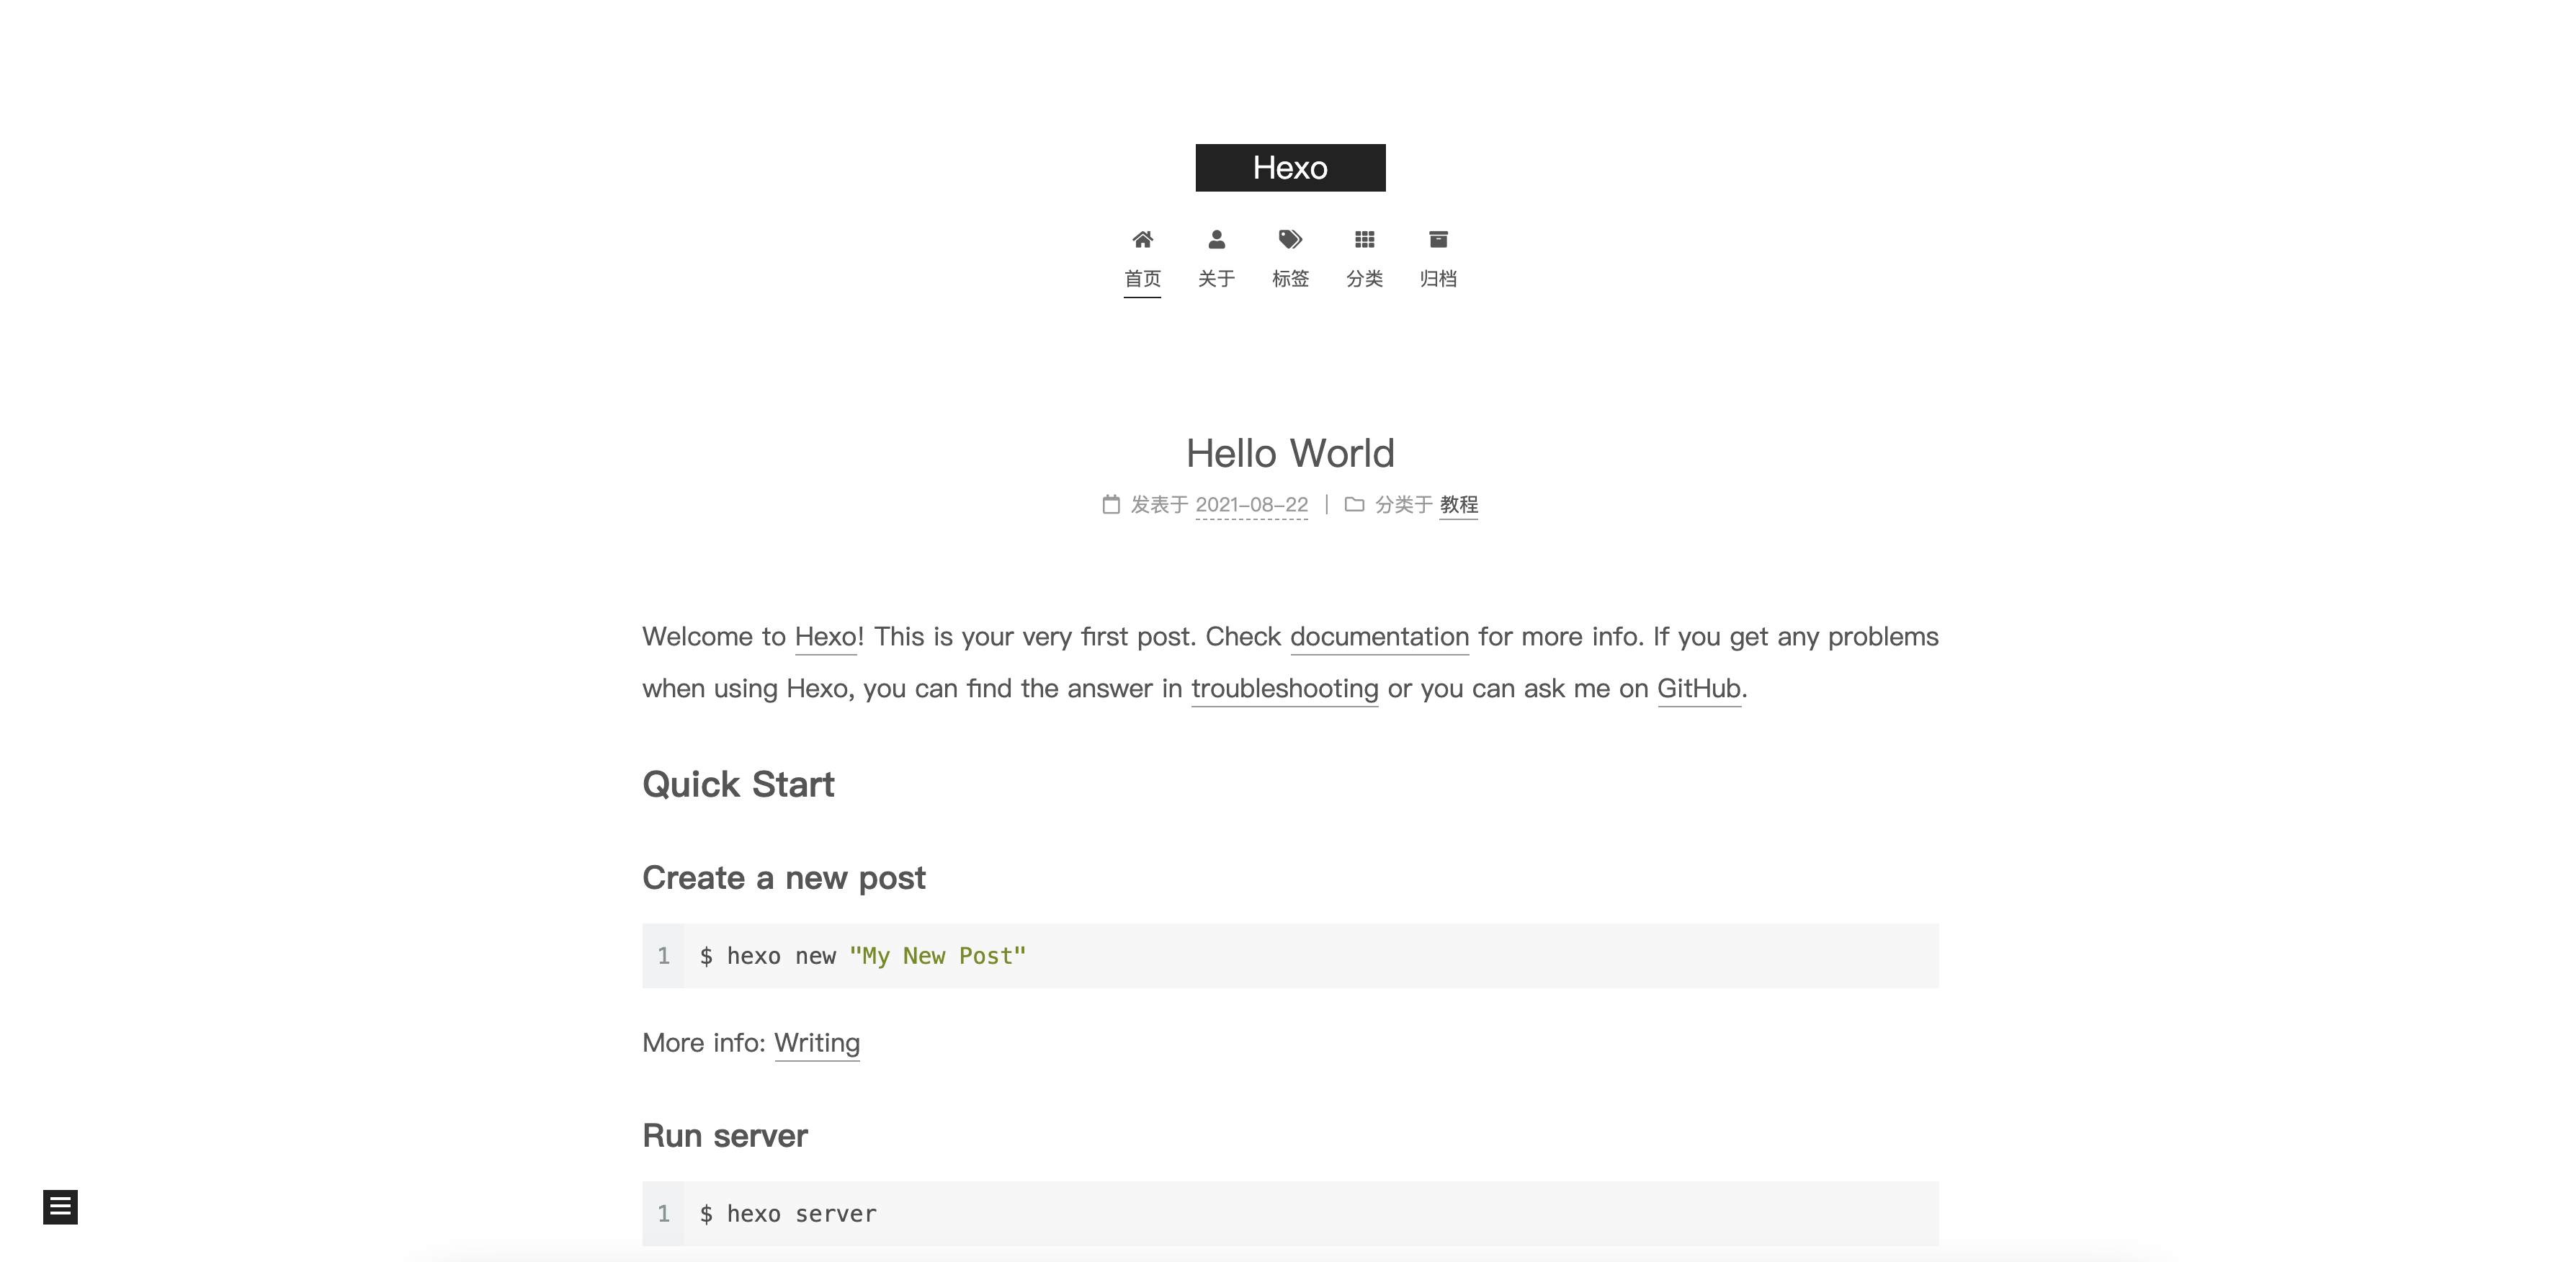 Hexo
首页 关于 标签 分类 归档
Hello World
发表于 2021-08-22 | 分类于 教程
Welcome to Hexo! This is your very first post. Check documentation for more info. If you get any problems
when using Hexo, you can find the answer in troubleshooting or you can ask me on GitHub.
Quick Start
Create a new post
1 $ hexo new "My New Post"
More info: Writing
Run server
1 $ hexo server